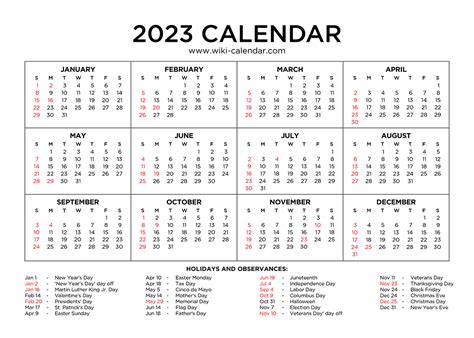 2023 CALENDAR
www.wiki-calendar.com
JANUARY
S M T W T F S
1 2 3 4 5 6 7
8 9 10 11 12 13 14
15 16 17 18 19 20 21
22 23 24 25 26 27 28
29 30 31
FEBRUARY
S M T W T F S
1 2 3 4
5 6 7 8 9 10 11
12 13 14 15 16 17 18
19 20 21 22 23 24 25
26 27 28
MARCH
S M T W T F S
1 2 3 4
5 6 7 8 9 10 11
12 13 14 15 16 17 18
19 20 21 22 23 24 25
26 27 28 29 30 31
APRIL
S M T W T F S
1
2 3 4 5 6 7 8
9 10 11 12 13 14 15
16 17 18 19 20 21 22
23 24 25 26 27 28 29
30
MAY
S M T W T F S
1 2 3 4 5 6
7 8 9 10 11 12 13
14 15 16 17 18 19 20
21 22 23 24 25 26 27
28 29 30 31
JUNE
S M T W T F S
1 2 3
4 5 6 7 8 9 10
11 12 13 14 15 16 17
18 19 20 21 22 23 24
25 26 27 28 29 30
JULY
S M T W T F S
1
2 3 4 5 6 7 8
9 10 11 12 13 14 15
16 17 18 19 20 21 22
23 24 25 26 27 28 29
30 31
AUGUST
S M T W T F S
1 2 3 4 5
6 7 8 9 10 11 12
13 14 15 16 17 18 19
20 21 22 23 24 25 26
27 28 29 30 31
SEPTEMBER
S M T W T F S
1 2
3 4 5 6 7 8 9
10 11 12 13 14 15 16
17 18 19 20 21 22 23
24 25 26 27 28 29 30
OCTOBER
S M T W T F S
1 2 3 4 5 6 7
8 9 10 11 12 13 14
15 16 17 18 19 20 21
22 23 24 25 26 27 28
29 30 31
NOVEMBER
S M T W T F S
1 2 3 4
5 6 7 8 9 10 11
12 13 14 15 16 17 18
19 20 21 22 23 24 25
26 27 28 29 30
DECEMBER
S M T W T F S
1 2
3 4 5 6 7 8 9
10 11 12 13 14 15 16
17 18 19 20 21 22 23
24 25 26 27 28 29 30
31
HOLIDAYS AND OBSERVANCES:
Jan 1 - New Year's Day
Jan 2 - 'New Year's Day' day off
Jan 16 - Martin Luther King Jr. Day
Feb 14 - Valentine's Day
Feb 20 - Presidents' Day
Mar 17 - St. Patrick's Day
Apr 9 - Easter Sunday
Apr 10 - Easter Monday
Apr 18 - Tax Day
May 5 - Cinco de Mayo
May 14 - Mother's Day
May 29 - Memorial Day
Jun 18 - Father's Day
Jun 19 - Juneteenth
Jul 4 - Independence Day
Sep 4 - Labor Day
Oct 9 - Columbus Day
Oct 31 - Halloween
Nov 10 - Veterans Day
Nov 11 - Veterans Day
Nov 23 - Thanksgiving Day
Dec 24 - Christmas Eve
Dec 25 - Christmas Day